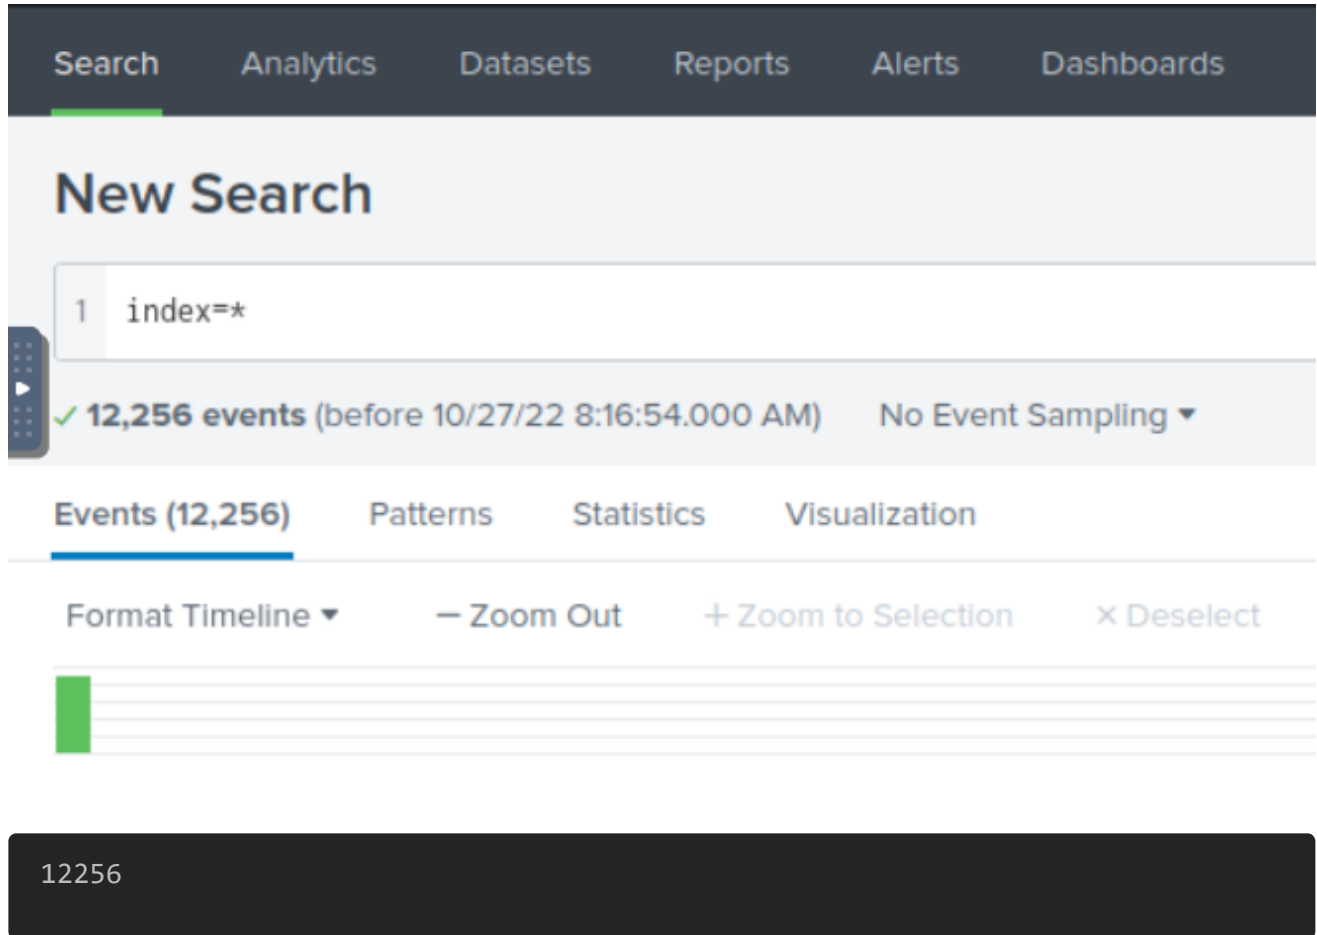 Search Analytics Datasets Reports Alerts Dashboards
New Search
1 index=*
✓ 12,256 events (before 10/27/22 8:16:54.000 AM) No Event Sampling ▾
Events (12,256) Patterns Statistics Visualization
Format Timeline ▾ — Zoom Out + Zoom to Selection × Deselect
12256